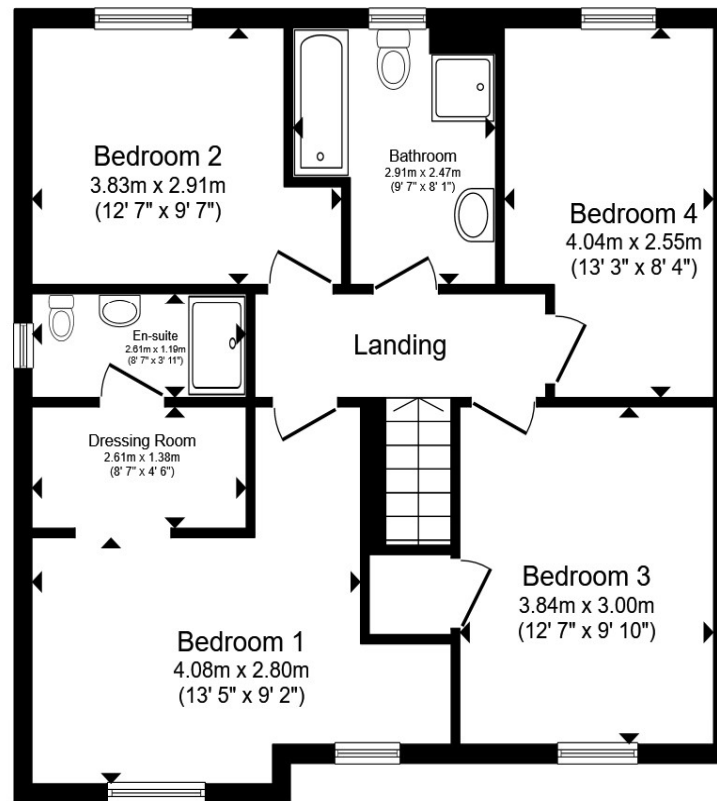 Bedroom 2
3.83m x 2.91m
(12' 7" x 9' 7")
Bathroom
2.91m x 2.47m
(9' 7" x 8' 1")
Bedroom 4
4.04m x 2.55m
(13' 3" x 8' 4")
En-suite
2.61m x 1.19m
(8' 7" x 3' 11")
Landing
Dressing Room
2.61m x 1.38m
(8' 7" x 4' 6")
Bedroom 3
3.84m x 3.00m
(12' 7" x 9' 10")
Bedroom 1
4.08m x 2.80m
(13' 5" x 9' 2")